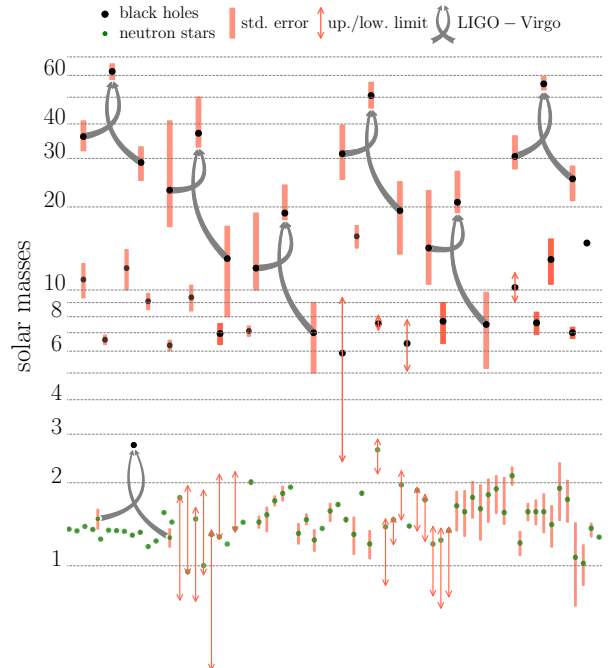 black holes
neutron stars
std. error
up./low. limit
LIGO – Virgo
solar masses
60
40
30
20
10
8
6
4
3
2
1